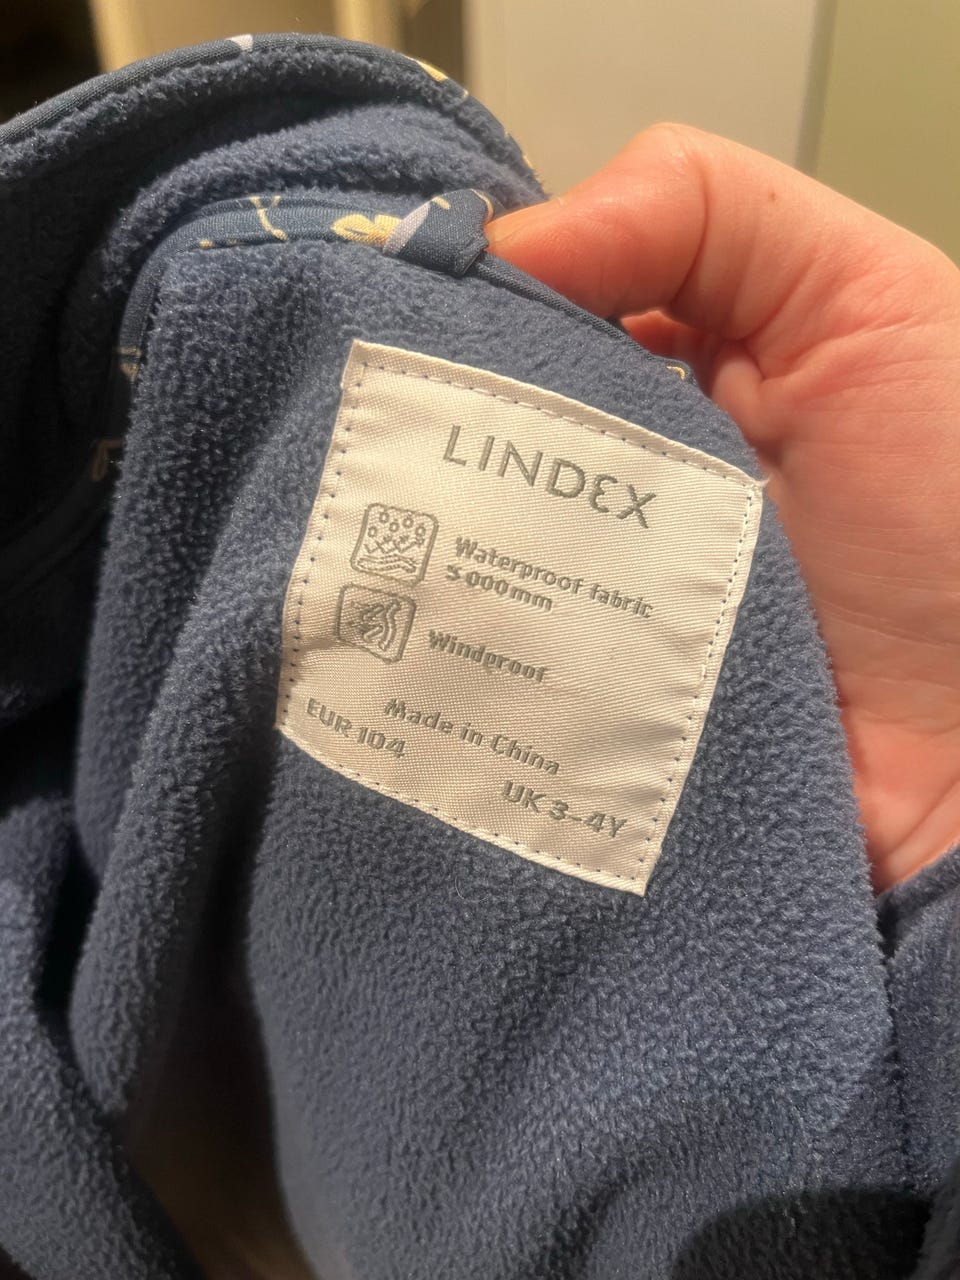 LINDEX
Waterproof fabric
5 000mm
Windproof
Made in China
EUR 104
UK 3-4Y